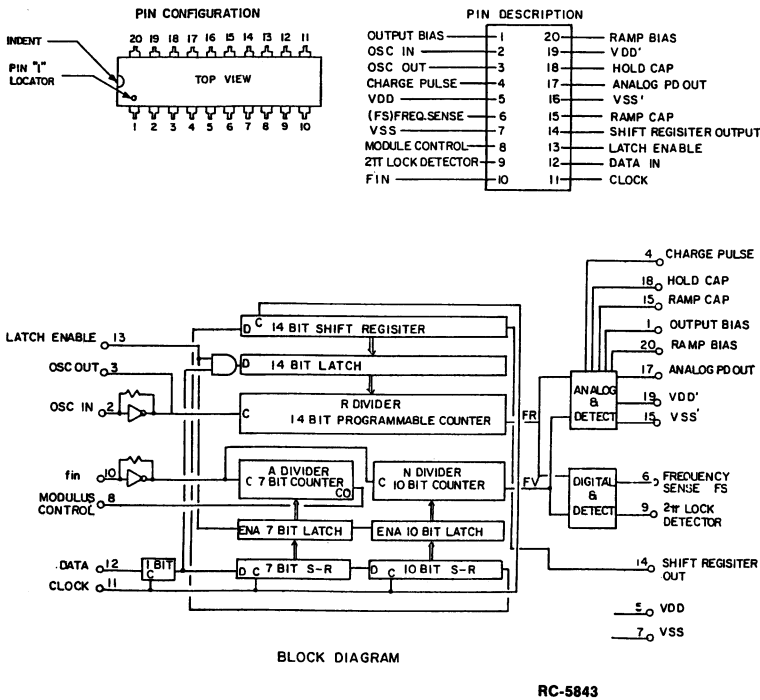 PIN CONFIGURATION
20 19 18 17 16 15 14 13 12 11
INDENT
PIN "1"
LOCATOR
TOP VIEW
1 2 3 4 5 6 7 8 9 10
PIN DESCRIPTION
OUTPUT BIAS 1 20 RAMP BIAS
OSC IN 2 19 VDD'
OSC OUT 3 18 HOLD CAP
CHARGE PULSE 4 17 ANALOG PD OUT
VDD 5 16 VSS'
(FS)FREQ.SENSE 6 15 RAMP CAP
VSS 7 14 SHIFT REGISITER OUTPUT
MODULE CONTROL 8 13 LATCH ENABLE
2π LOCK DETECTOR 9 12 DATA IN
FIN 10 11 CLOCK
4 CHARGE PULSE
18 HOLD CAP
15 RAMP CAP
1 OUTPUT BIAS
20 RAMP BIAS
17 ANALOG PD OUT
19 VDD'
15 VSS'
ANALOG
&
DETECT
LATCH ENABLE 13
OSC OUT 3
OSC IN 2
D C 14 BIT SHIFT REGISITER
D 14 BIT LATCH
R DIVIDER
C 14 BIT PROGRAMMABLE COUNTER
FR
fin 10
MODULUS 8
CONTROL
A DIVIDER
C 7 BIT COUNTER
CO
N DIVIDER
C 10 BIT COUNTER
FV
DIGITAL
&
DETECT
6 FREQUENCY
SENSE FS
9 2π LOCK
DETECTOR
ENA 7 BIT LATCH
ENA 10 BIT LATCH
DATA 12
CLOCK 11
1 BIT
C
D C 7 BIT S-R
D C 10 BIT S-R
14 SHIFT REGISITER
OUT
5 VDD
7 VSS
BLOCK DIAGRAM
RC-5843